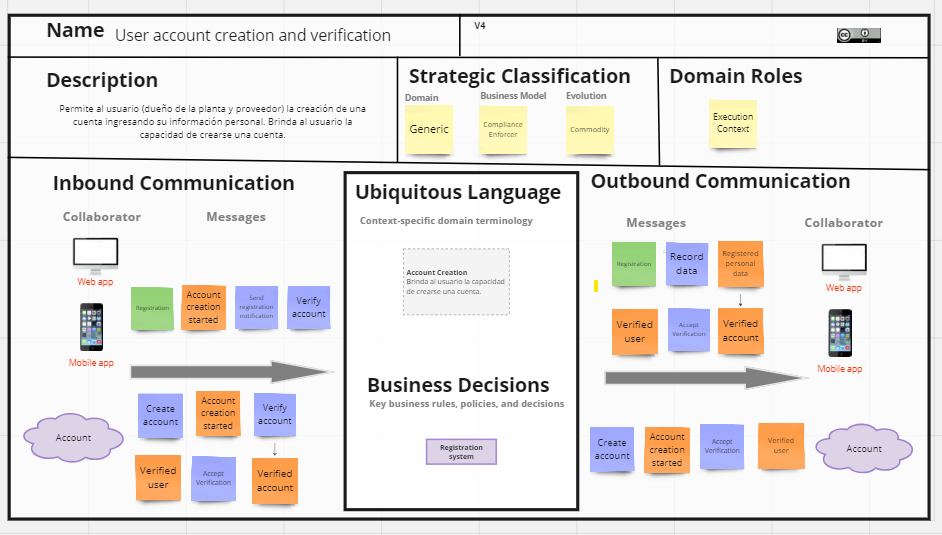 Name User account creation and verification
V4
CC BY
Description
Permite al usuario (dueño de la planta y proveedor) la creación de una
cuenta ingresando su información personal. Brinda al usuario la
capacidad de crearse una cuenta.
Strategic Classification
Domain
Business Model
Evolution
Generic
Compliance
Enforcer
Commodity
Domain Roles
Execution
Context
Inbound Communication
Collaborator
Messages
Web app
Mobile app
Registration
Account
creation
started
Send
registration
notification
Verify
account
Account
Create
account
Account
creation
started
Verify
account
Verified
user
Accept
Verification
Verified
account
Ubiquitous Language
Context-specific domain terminology
Account Creation
Brinda al usuario la capacidad
de crearse una cuenta.
Business Decisions
Key business rules, policies, and decisions
Registration
system
Outbound Communication
Messages
Collaborator
Registration
Record
data
Registered
personal
data
Web app
Verified
user
Accept
Verification
Verified
account
Mobile app
Create
account
Account
creation
started
Accept
Verification
Verified
user
Account